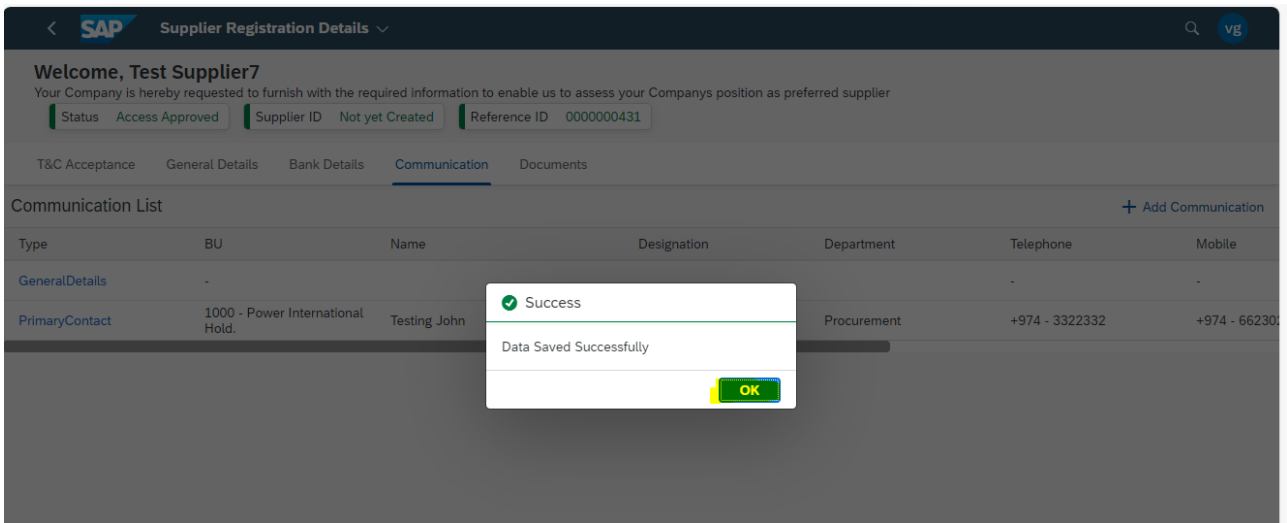 SAP Supplier Registration Details
vg
Welcome, Test Supplier7
Your Company is hereby requested to furnish with the required information to enable us to assess your Companys position as preferred supplier
Status Access Approved Supplier ID Not yet Created Reference ID 0000000431
T&C Acceptance General Details Bank Details Communication Documents
Communication List + Add Communication
Type BU Name Designation Department Telephone Mobile
GeneralDetails - - -
PrimaryContact 1000 - Power International Hold. Testing John Procurement +974 - 3322332 +974 - 66230
Success
Data Saved Successfully
OK